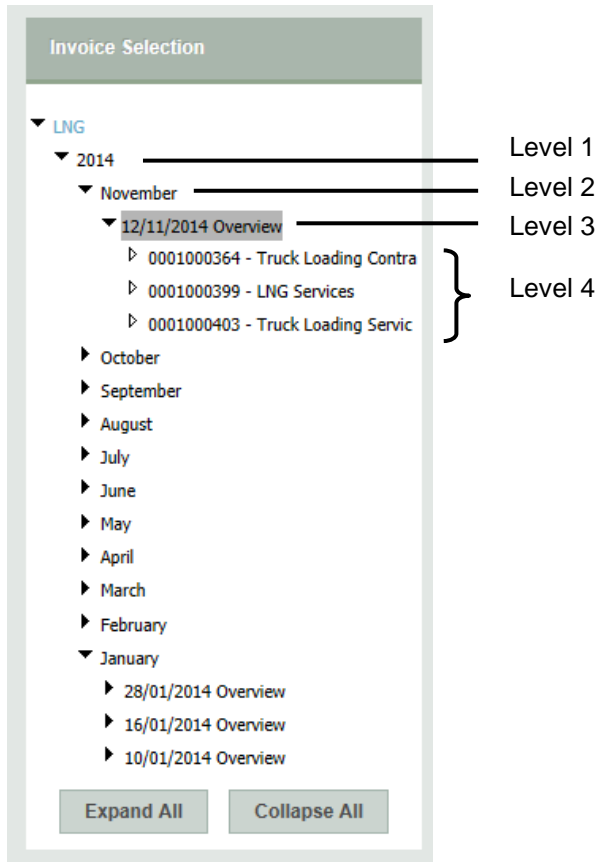 Invoice Selection
LNG
2014
Level 1
November
Level 2
12/11/2014 Overview
Level 3
0001000364 - Truck Loading Contra
0001000399 - LNG Services
Level 4
0001000403 - Truck Loading Servic
October
September
August
July
June
May
April
March
February
January
28/01/2014 Overview
16/01/2014 Overview
10/01/2014 Overview
Expand All
Collapse All